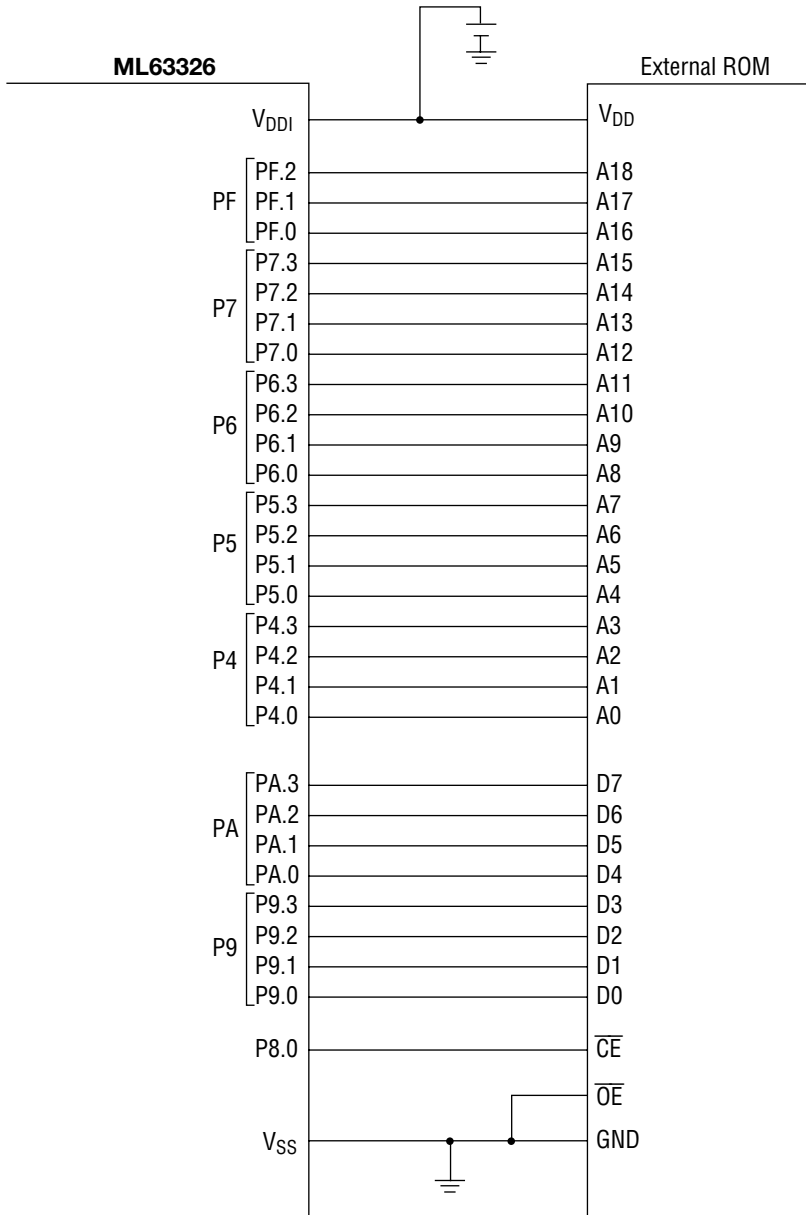 ML63326 External ROM
VDDI VDD
PF.2 A18
PF PF.1 A17
PF.0 A16
P7.3 A15
P7.2 A14
P7 P7.1 A13
P7.0 A12
P6.3 A11
P6.2 A10
P6 P6.1 A9
P6.0 A8
P5.3 A7
P5.2 A6
P5 P5.1 A5
P5.0 A4
P4.3 A3
P4.2 A2
P4 P4.1 A1
P4.0 A0
PA.3 D7
PA.2 D6
PA PA.1 D5
PA.0 D4
P9.3 D3
P9.2 D2
P9 P9.1 D1
P9.0 D0
P8.0 C̅E̅
O̅E̅
VSS GND